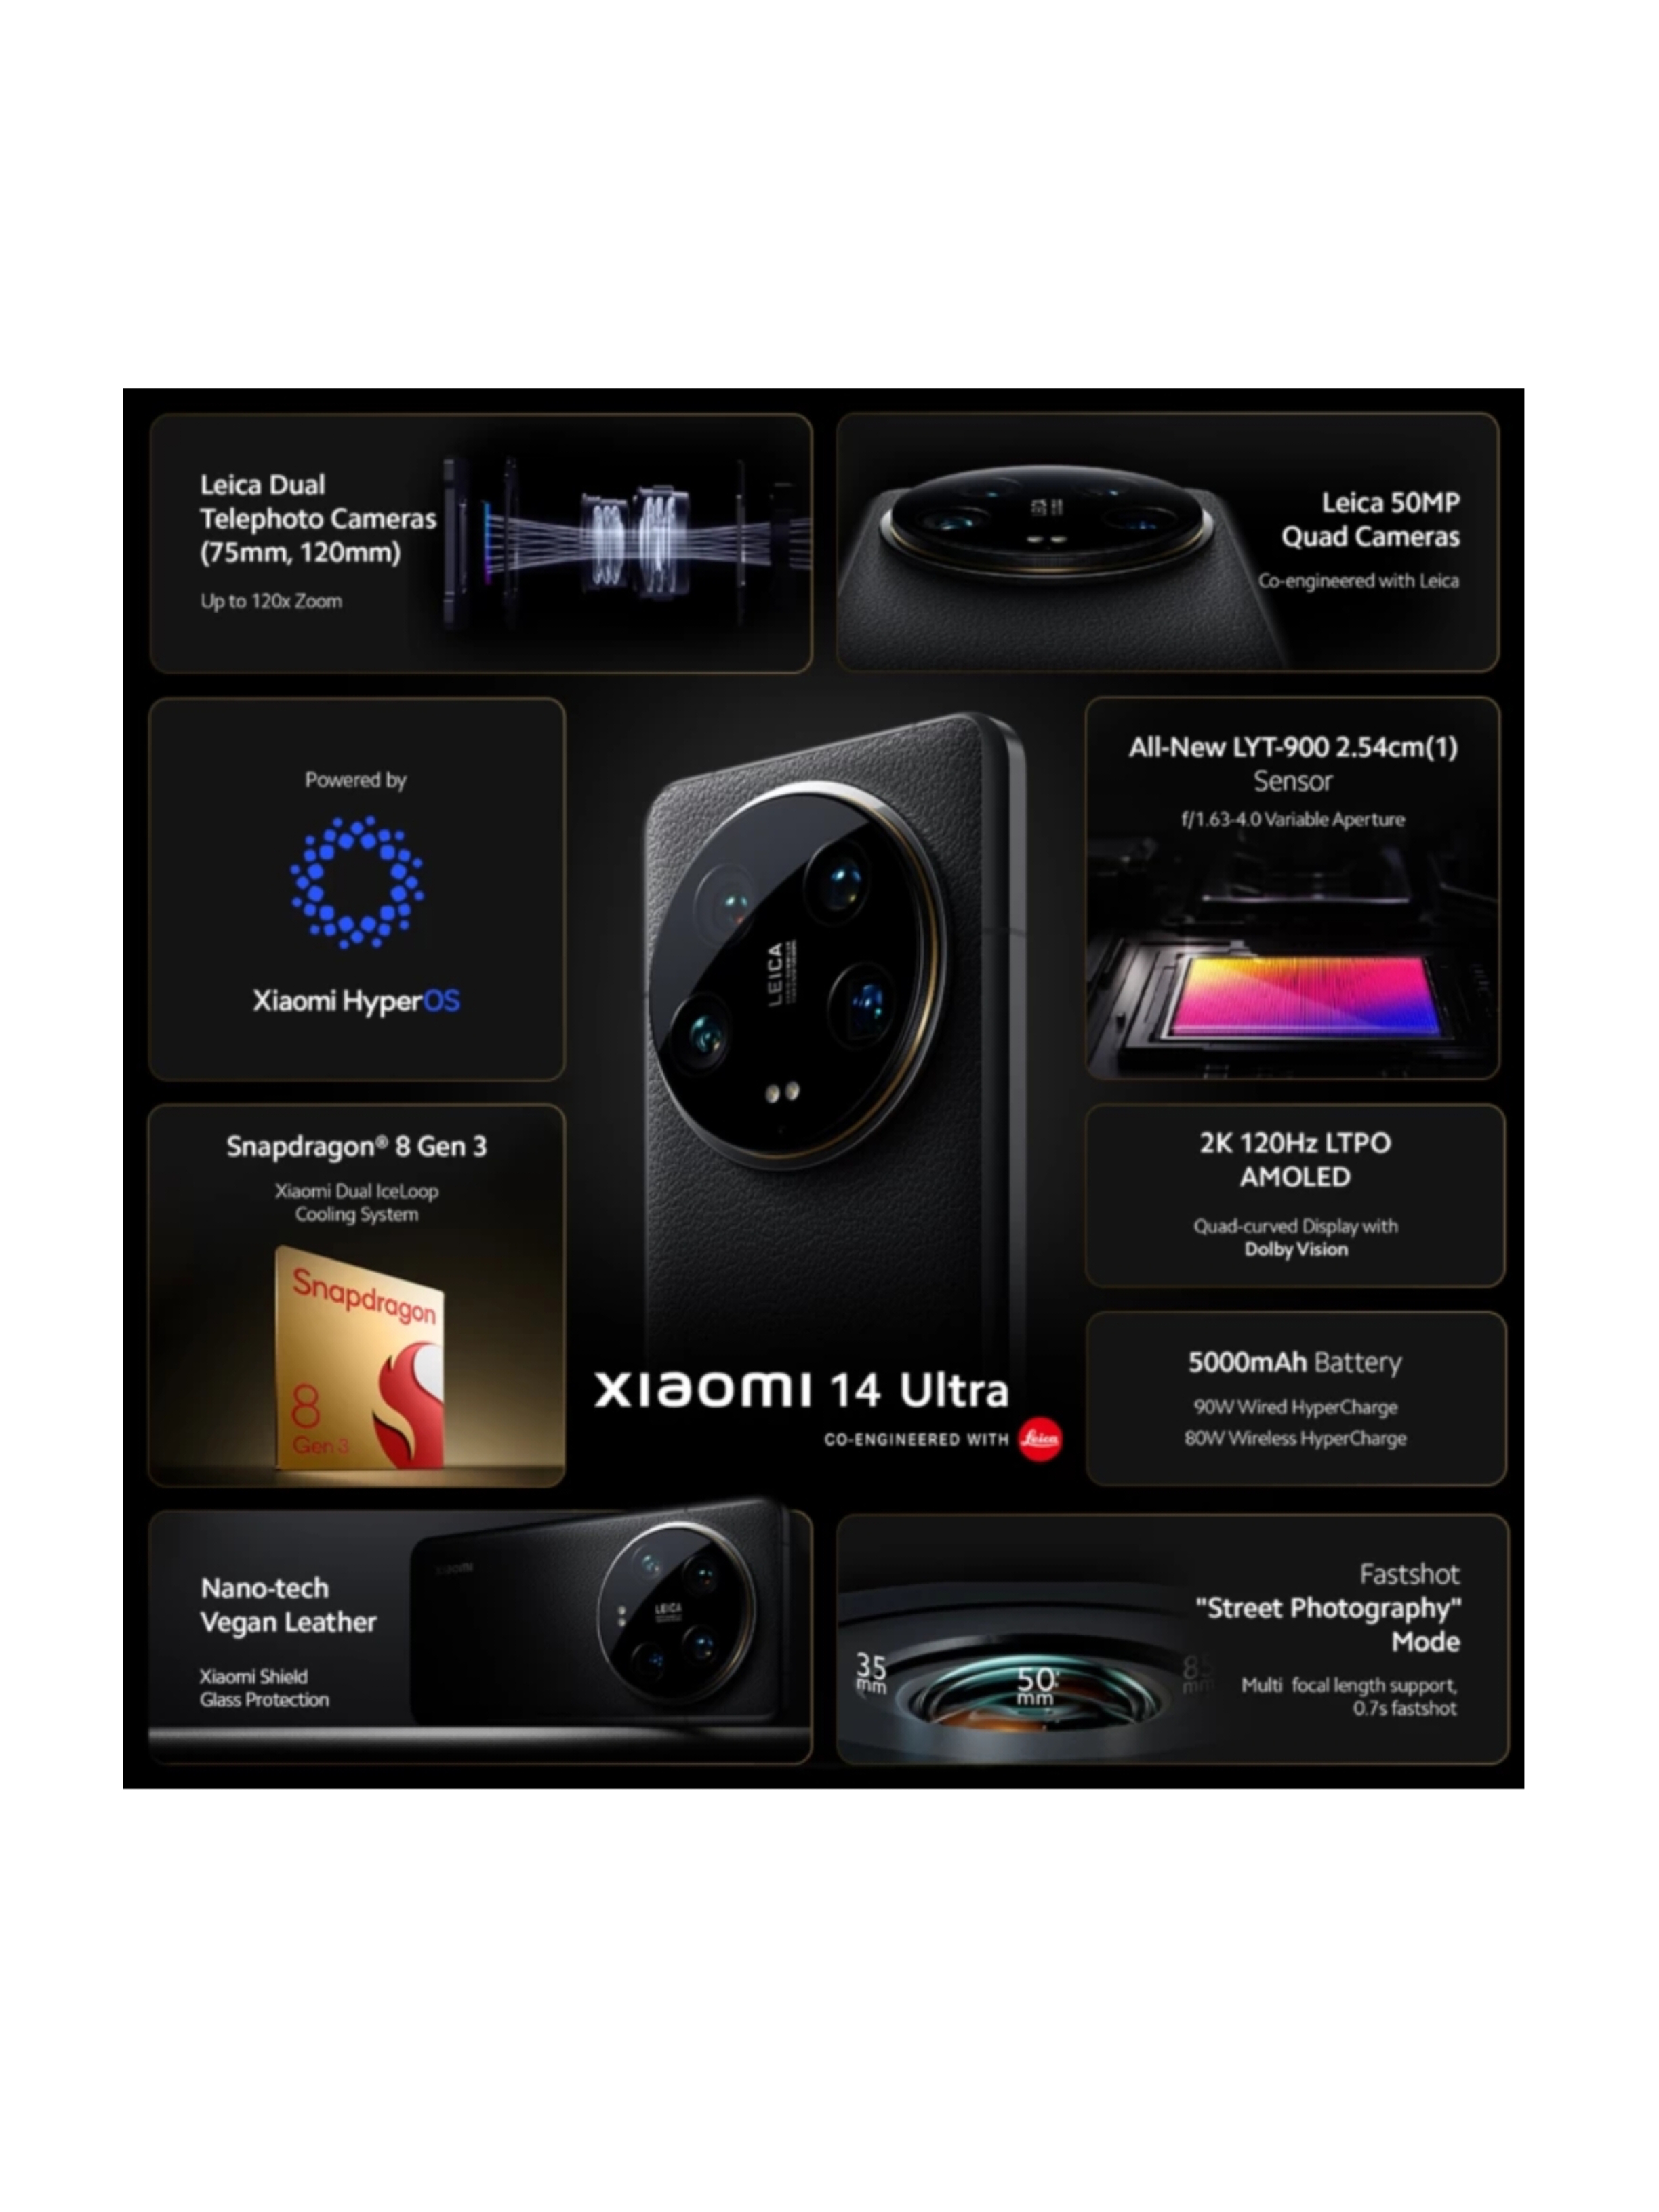 Leica Dual
Telephoto Cameras
(75mm, 120mm)
Up to 120x Zoom
Leica 50MP
Quad Cameras
Co-engineered with Leica
Powered by
Xiaomi HyperOS
LEICA
All-New LYT-900 2.54cm(1)
Sensor
f/1.63-4.0 Variable Aperture
Snapdragon® 8 Gen 3
Xiaomi Dual IceLoop
Cooling System
Snapdragon
8
Gen 3
2K 120Hz LTPO
AMOLED
Quad-curved Display with
Dolby Vision
5000mAh Battery
90W Wired HyperCharge
80W Wireless HyperCharge
xiaomi 14 Ultra
CO-ENGINEERED WITH Leica
Nano-tech
Vegan Leather
Xiaomi Shield
Glass Protection
xiaomi
LEICA
Fastshot
"Street Photography"
Mode
Multi focal length support,
0.7s fastshot
35
mm
50
mm